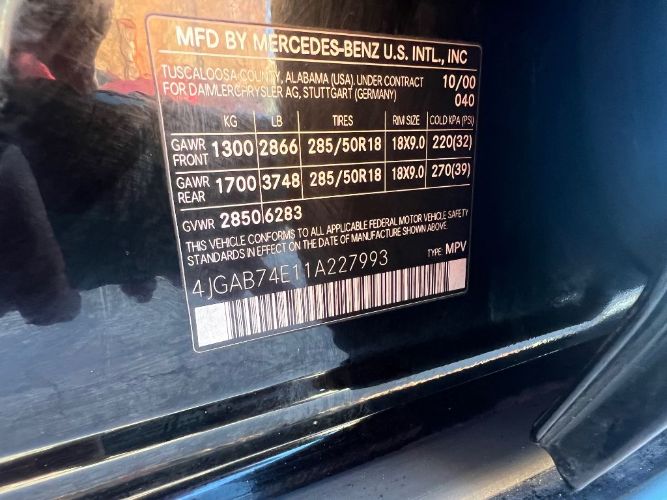 MFD BY MERCEDES-BENZ U.S. INTL., INC
TUSCALOOSA COUNTY, ALABAMA (USA). UNDER CONTRACT 10/00
FOR DAIMLERCHRYSLER AG, STUTTGART (GERMANY) 040
KG LB TIRES RIM SIZE COLD KPA (PSI)
GAWR FRONT 1300 2866 285/50R18 18X9.0 220(32)
GAWR REAR 1700 3748 285/50R18 18X9.0 270(39)
GVWR 2850 6283
THIS VEHICLE CONFORMS TO ALL APPLICABLE FEDERAL MOTOR VEHICLE SAFETY
STANDARDS IN EFFECT ON THE DATE OF MANUFACTURE SHOWN ABOVE.
4JGAB74E11A227993 TYPE: MPV